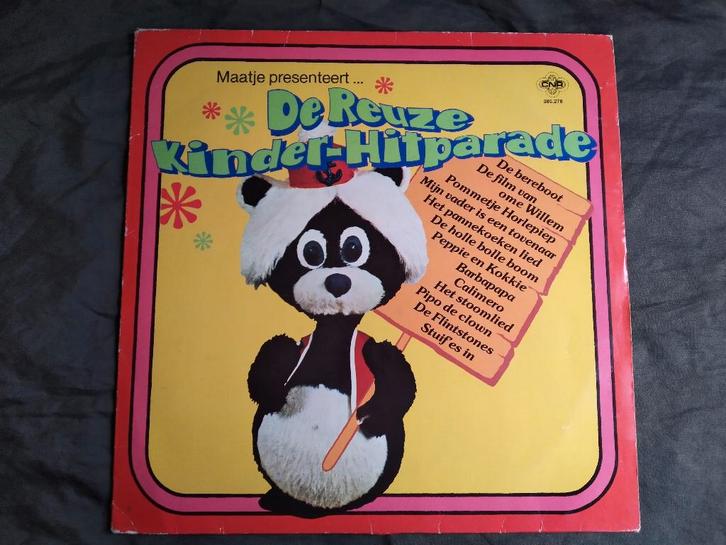 Maatje presenteert ...
De Reuze
Kinder-Hitparade
CNR
De bereboot
De film van
ome Willem
Pommetje Horlepiep
Mijn vader is een tovenaar
Het pannekoeken lied
De holle bolle boom
Peppie en Kokkie
Barbapapa
Calimero
Het stoomlied
Pipo de clown
De Flintstones
Stuif es in